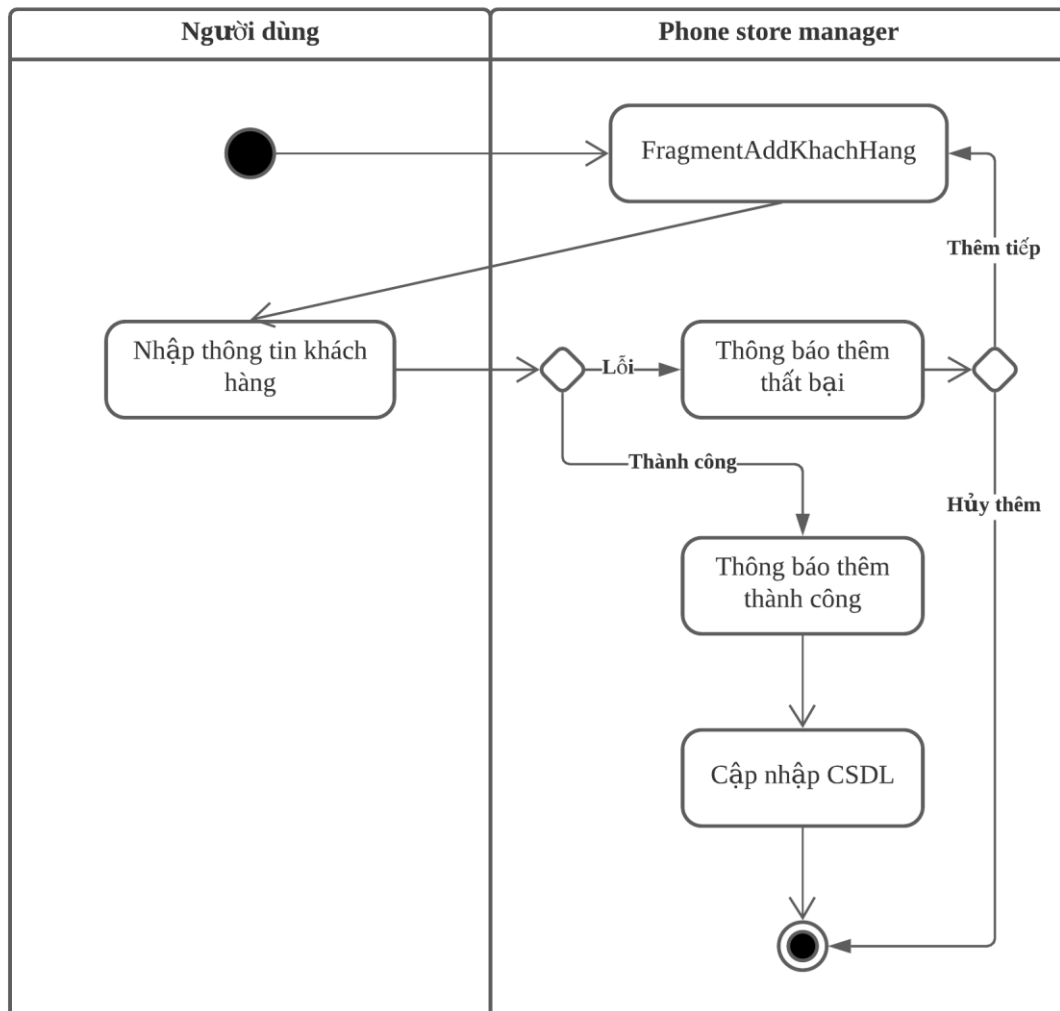 Người dùng
Phone store manager
FragmentAddKhachHang
Thêm tiếp
Nhập thông tin khách
hàng
Lỗi
Thông báo thêm
thất bại
Thành công
Hủy thêm
Thông báo thêm
thành công
Cập nhập CSDL